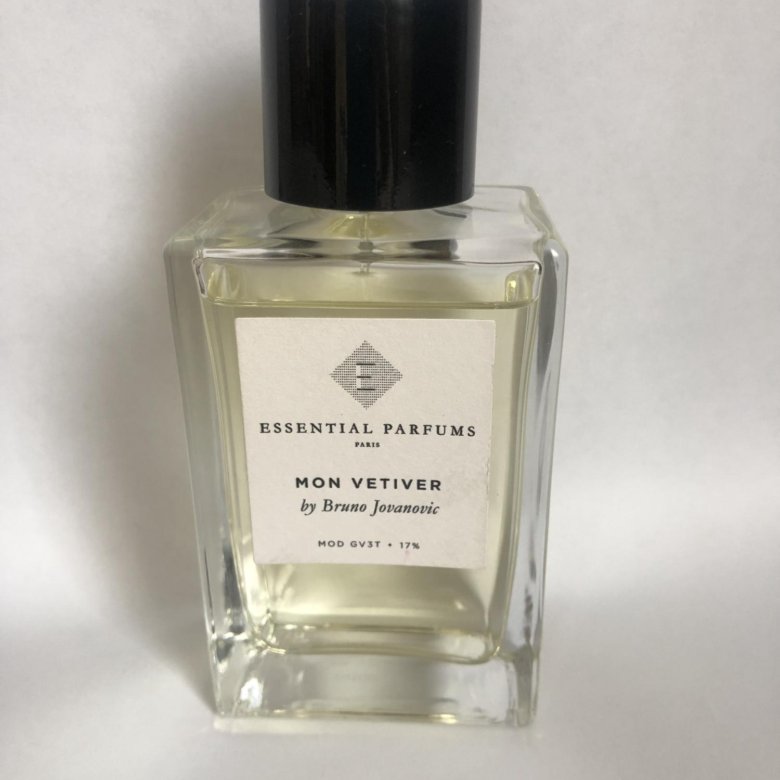 E
ESSENTIAL PARFUMS
PARIS
MON VETIVER
by Bruno Jovanovic
MOD GV3T • 17%